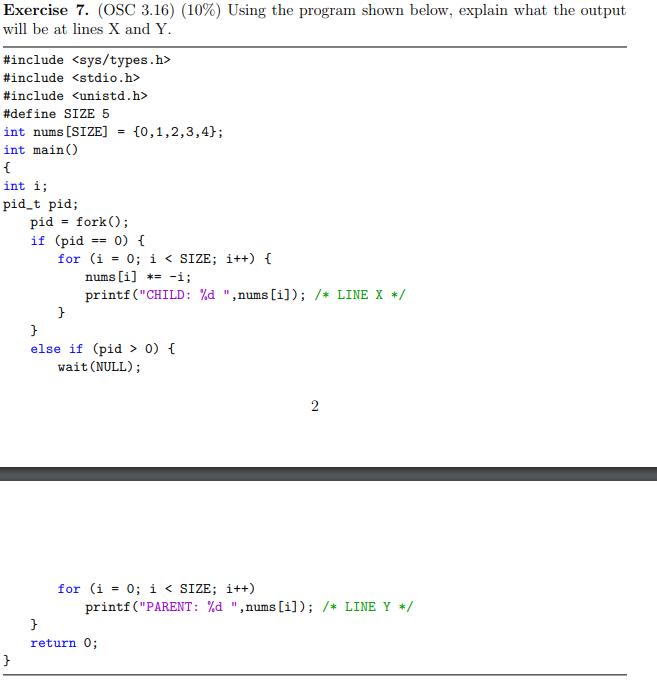 Exercise 7. (OSC 3.16) (10%) Using the program shown below, explain what the output
will be at lines X and Y.
#include <sys/types.h>
#include <stdio.h>
#include <unistd.h>
#define SIZE 5
int nums[SIZE] = {0,1,2,3,4};
int main()
{
int i;
pid_t pid;
pid = fork();
if (pid == 0) {
for (i = 0; i < SIZE; i++) {
nums[i] *= -i;
printf("CHILD: %d ",nums[i]); /* LINE X */
}
}
else if (pid > 0) {
wait(NULL);
2
for (i = 0; i < SIZE; i++)
printf("PARENT: %d ",nums[i]); /* LINE Y */
}
return 0;
}